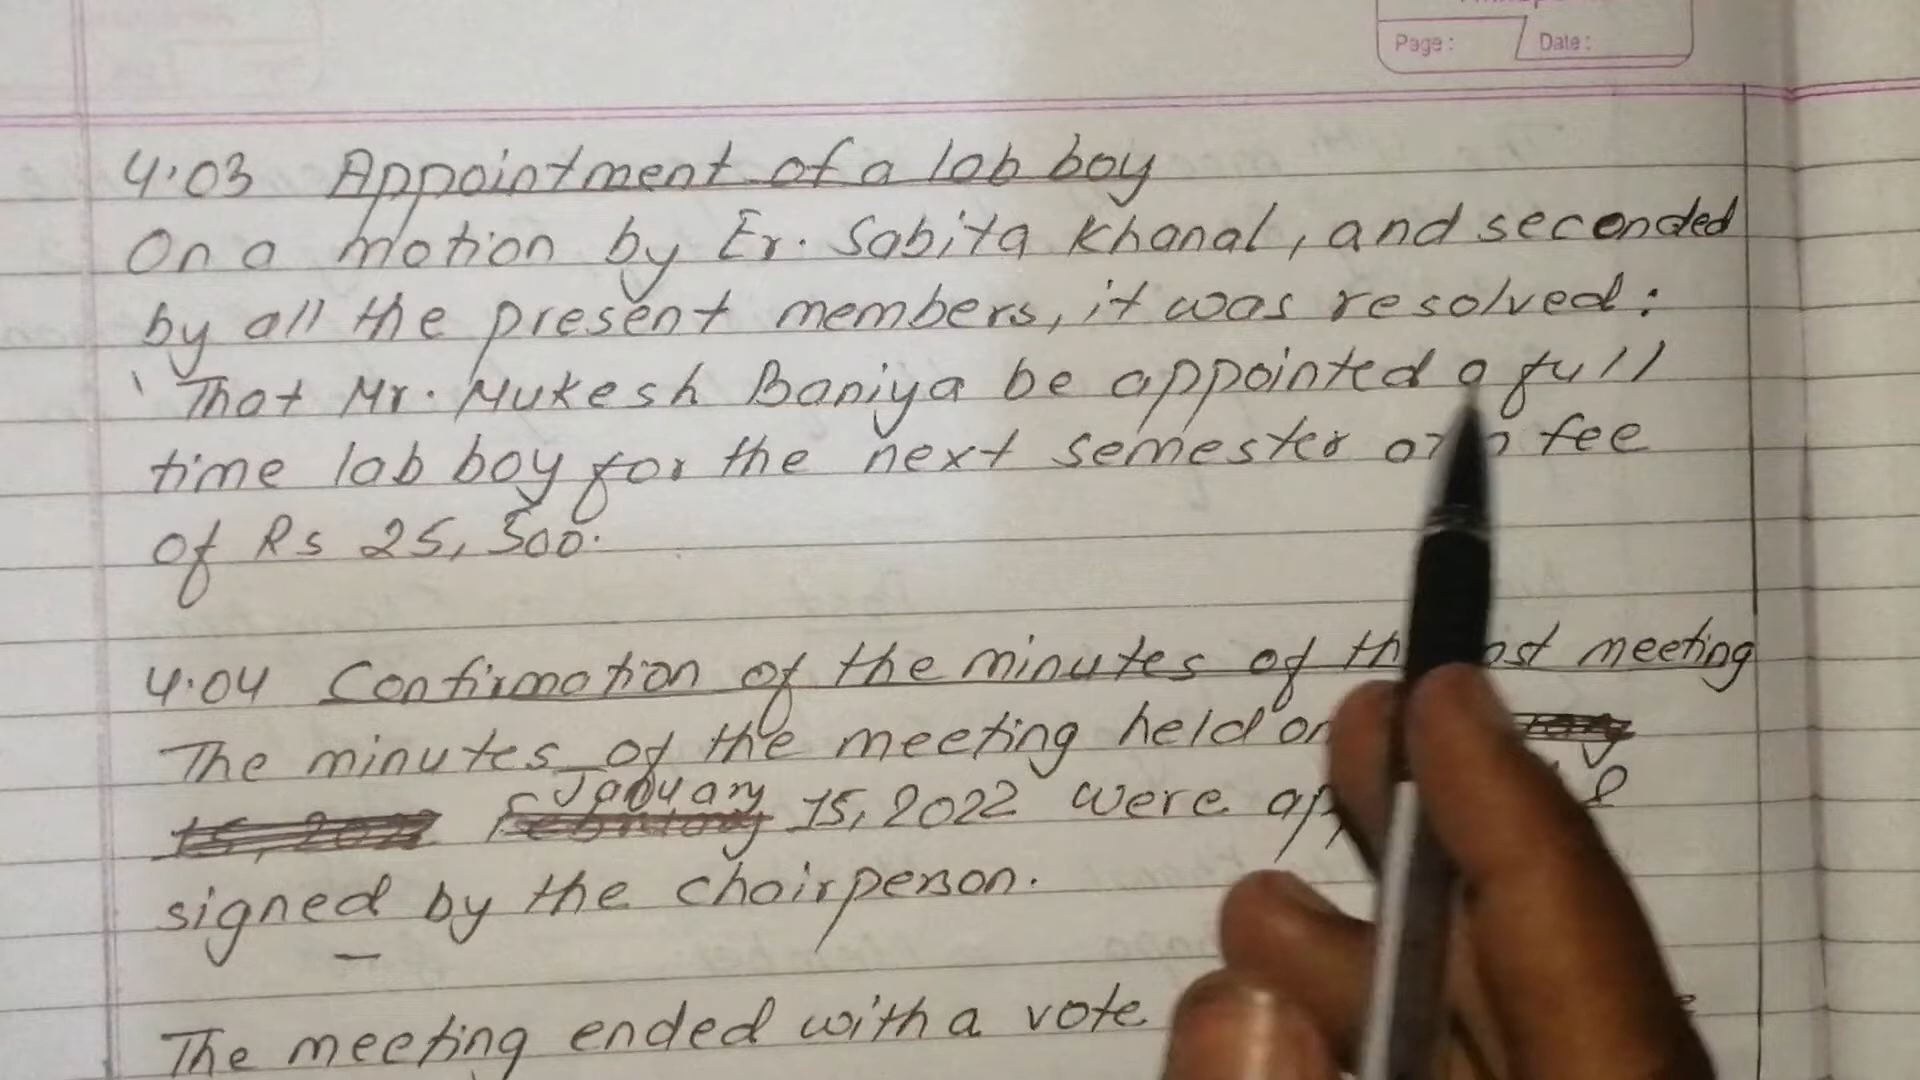 Page: Date:
4.03 Appointment of a lab boy
On a motion by Er. Sabita Khanal, and seconded
by all the present members, it was resolved:
' That Mr. Mukesh Baniya be appointed a full
time lab boy for the next semester fee
of Rs 25,500.
4.04 Confirmation of the minutes of meeting
The minutes of the meeting held
January
15, 2022 were &
signed by the chairperson.
The meeting ended with a vote